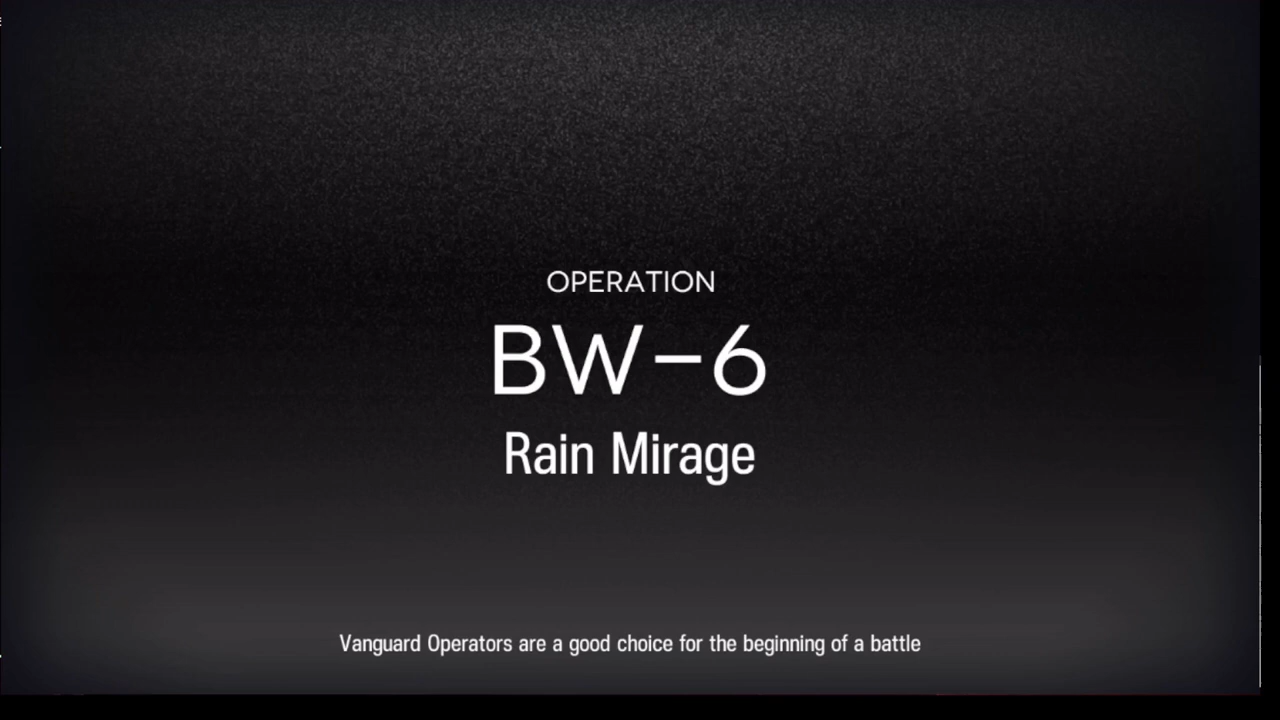 OPERATION
BW-6
Rain Mirage
Vanguard Operators are a good choice for the beginning of a battle